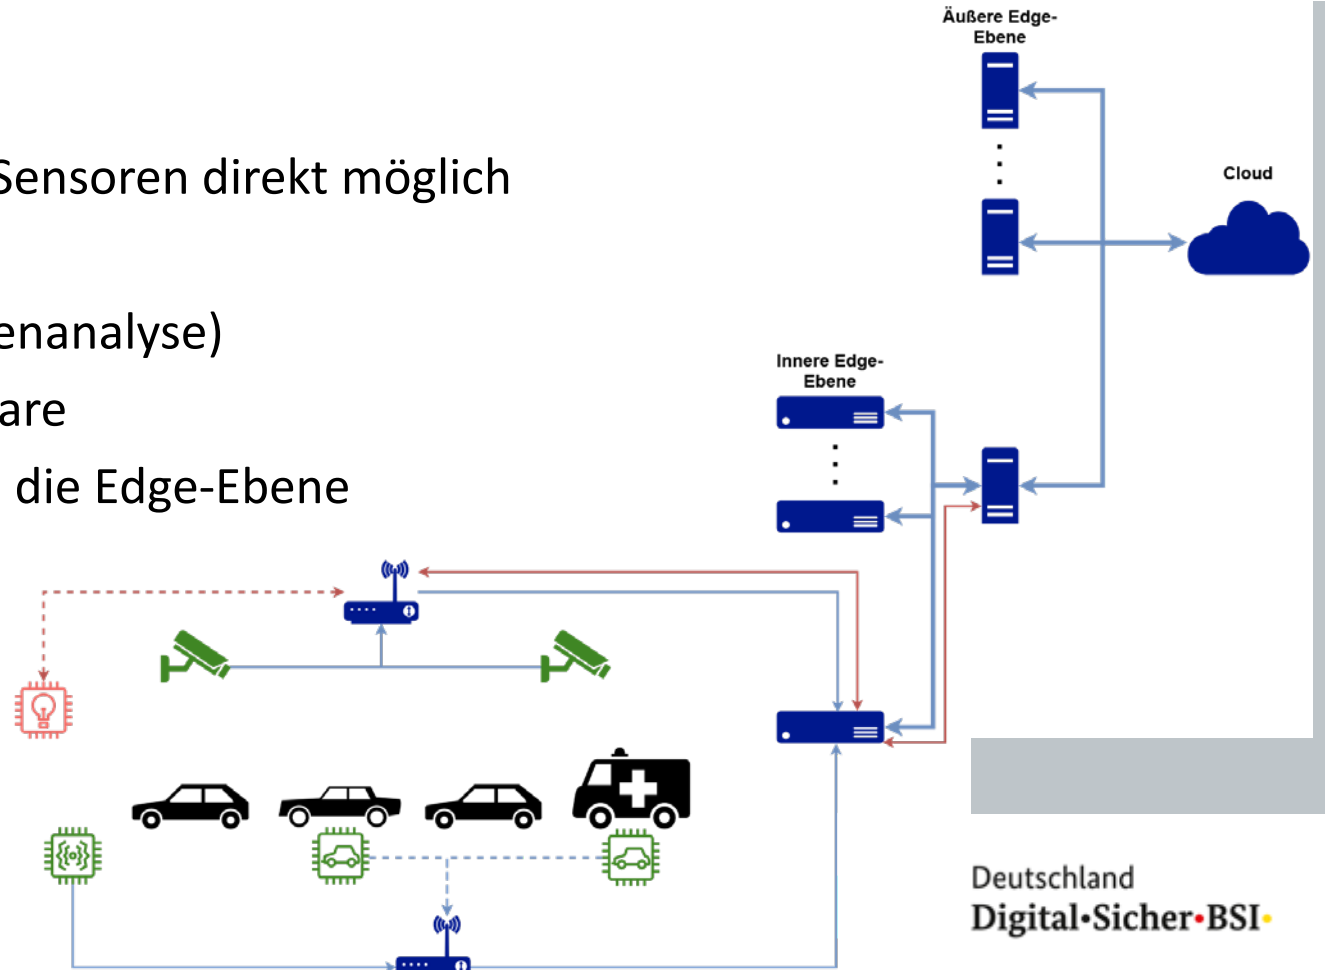 Äußere Edge-
Ebene
Sensoren direkt möglich
Cloud
enanalyse)
Innere Edge-
Ebene
are
die Edge-Ebene
Deutschland
Digital•Sicher•BSI•